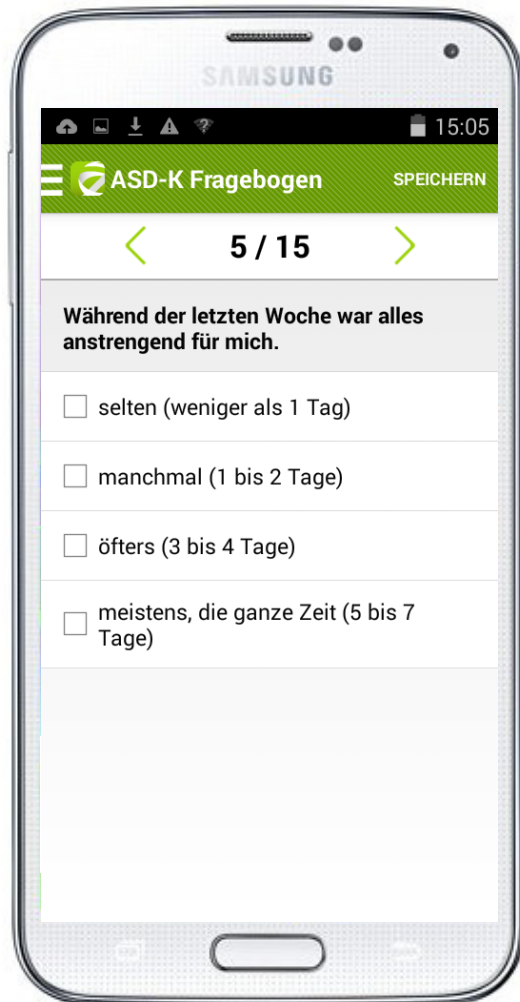 SAMSUNG
15:05
ASD-K Fragebogen
SPEICHERN
5 / 15
Während der letzten Woche war alles
anstrengend für mich.
selten (weniger als 1 Tag)
manchmal (1 bis 2 Tage)
öfters (3 bis 4 Tage)
meistens, die ganze Zeit (5 bis 7
Tage)